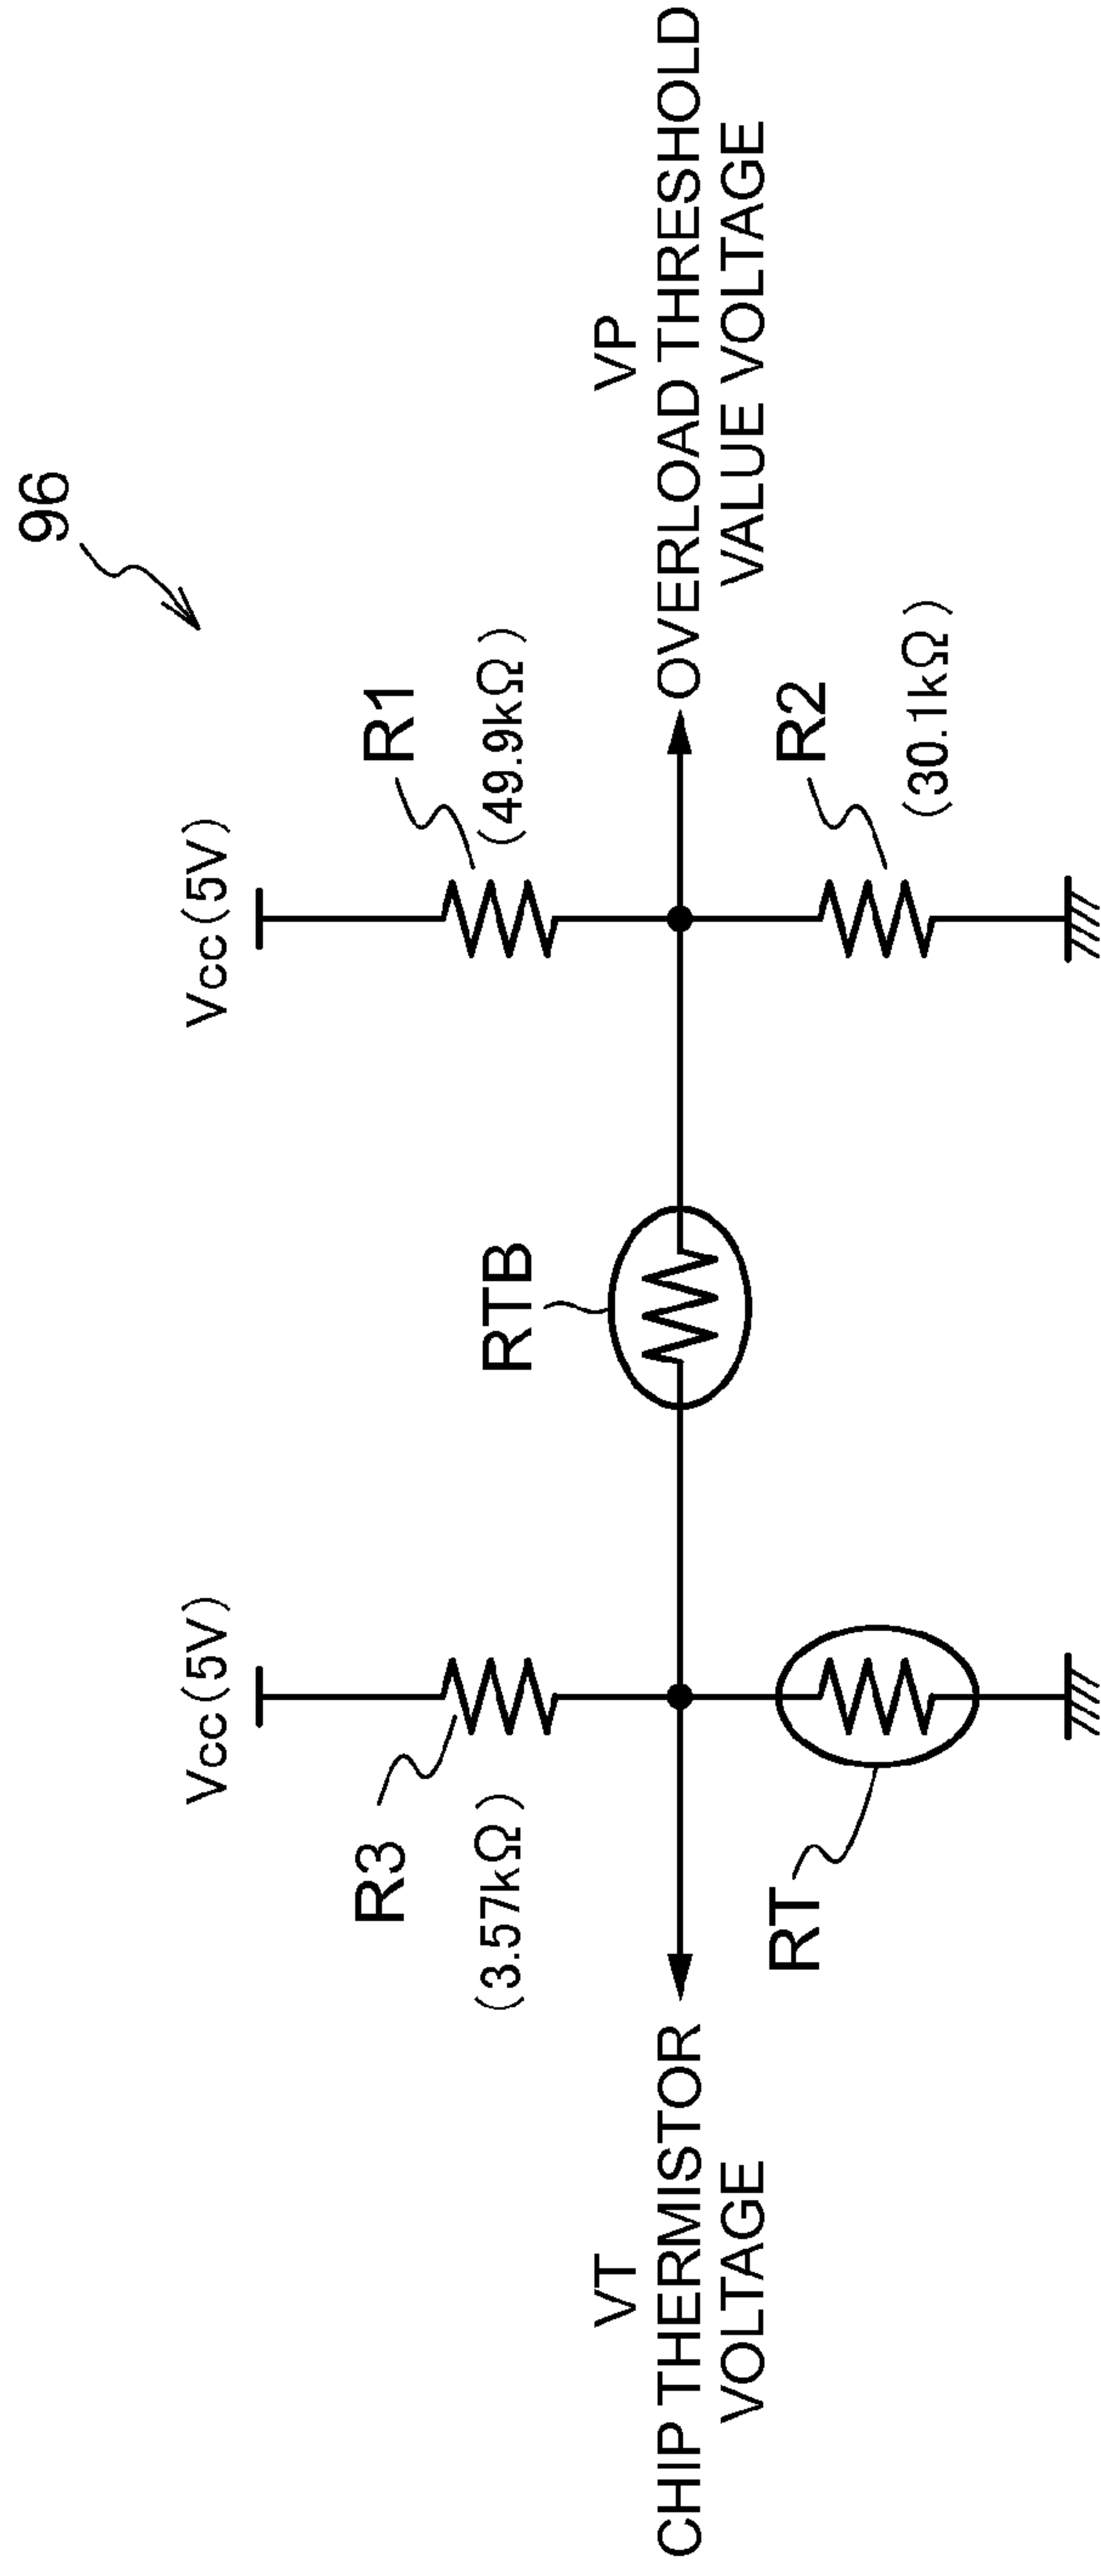 96
Vcc(5V)
Vcc(5V)
R3
(3.57kΩ)
R1
(49.9kΩ)
RTB
VT
CHIP THERMISTOR
VOLTAGE
VP
OVERLOAD THRESHOLD
VALUE VOLTAGE
RT
R2
(30.1kΩ)